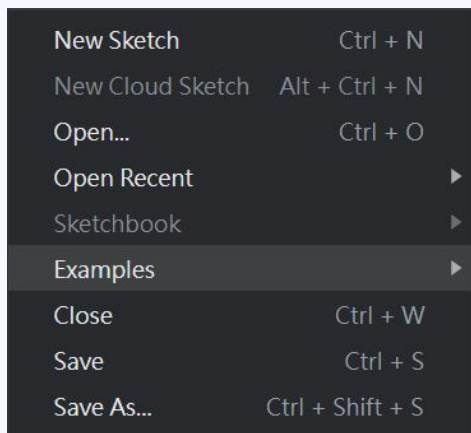 New Sketch Ctrl + N
New Cloud Sketch Alt + Ctrl + N
Open... Ctrl + O
Open Recent
Sketchbook
Examples
Close Ctrl + W
Save Ctrl + S
Save As... Ctrl + Shift + S